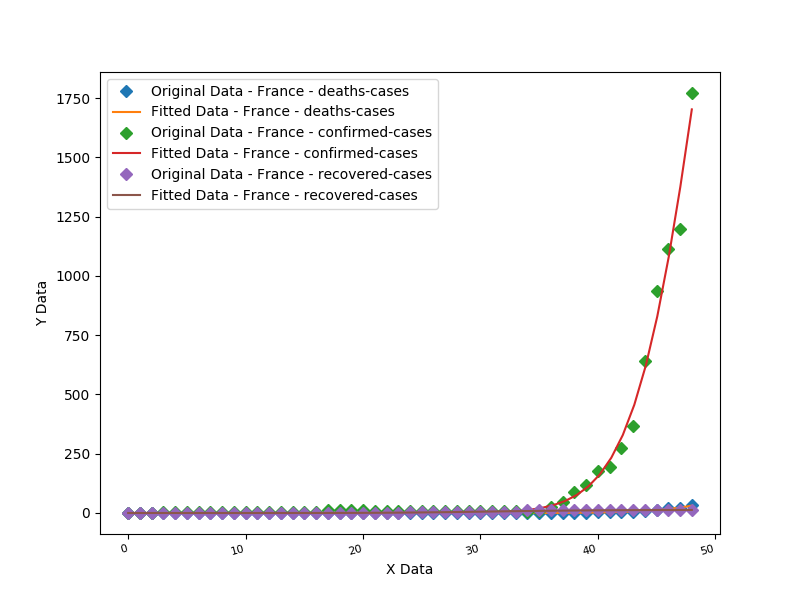 Original Data - France - deaths-cases
Fitted Data - France - deaths-cases
Original Data - France - confirmed-cases
Fitted Data - France - confirmed-cases
Original Data - France - recovered-cases
Fitted Data - France - recovered-cases
1750
1500
1250
1000
750
500
250
0
Y Data
0 10 20 30 40 50
X Data